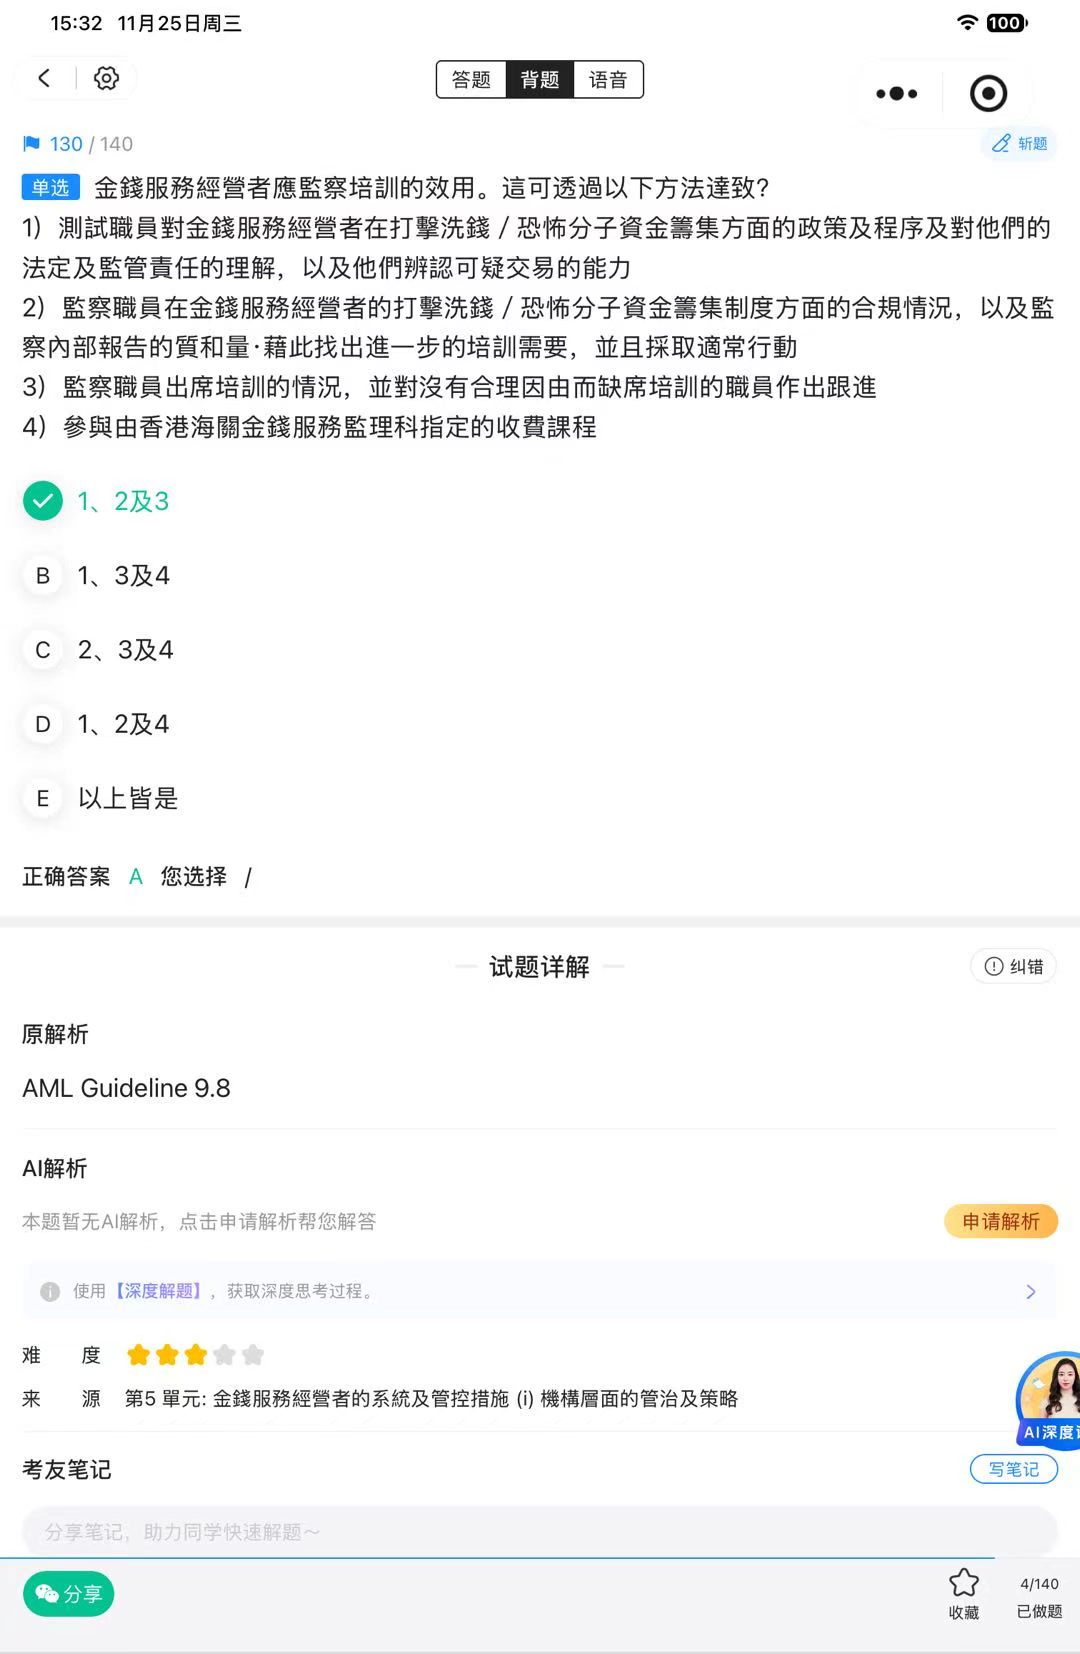 15:32 11月25日周三
100
答题 背题 语音
130 / 140
斩题
单选 金錢服務經營者應監察培訓的效用。這可透過以下方法達致?
1）測試職員對金錢服務經營者在打擊洗錢 / 恐怖分子資金籌集方面的政策及程序及對他們的
法定及監管責任的理解，以及他們辨認可疑交易的能力
2）監察職員在金錢服務經營者的打擊洗錢 / 恐怖分子資金籌集制度方面的合規情況，以及監
察內部報告的質和量·藉此找出進一步的培訓需要，並且採取適常行動
3）監察職員出席培訓的情況，並對沒有合理因由而缺席培訓的職員作出跟進
4）參與由香港海關金錢服務監理科指定的收費課程
1、2及3
B 1、3及4
C 2、3及4
D 1、2及4
E 以上皆是
正确答案 A 您选择 /
试题详解
纠错
原解析
AML Guideline 9.8
AI解析
本题暂无AI解析，点击申请解析帮您解答
申请解析
使用【深度解题】，获取深度思考过程。
难 度
来 源 第5 單元: 金錢服務經營者的系統及管控措施 (i) 機構層面的管治及策略
AI深度
考友笔记
写笔记
分享笔记，助力同学快速解题～
分享
收藏
4/140
已做题